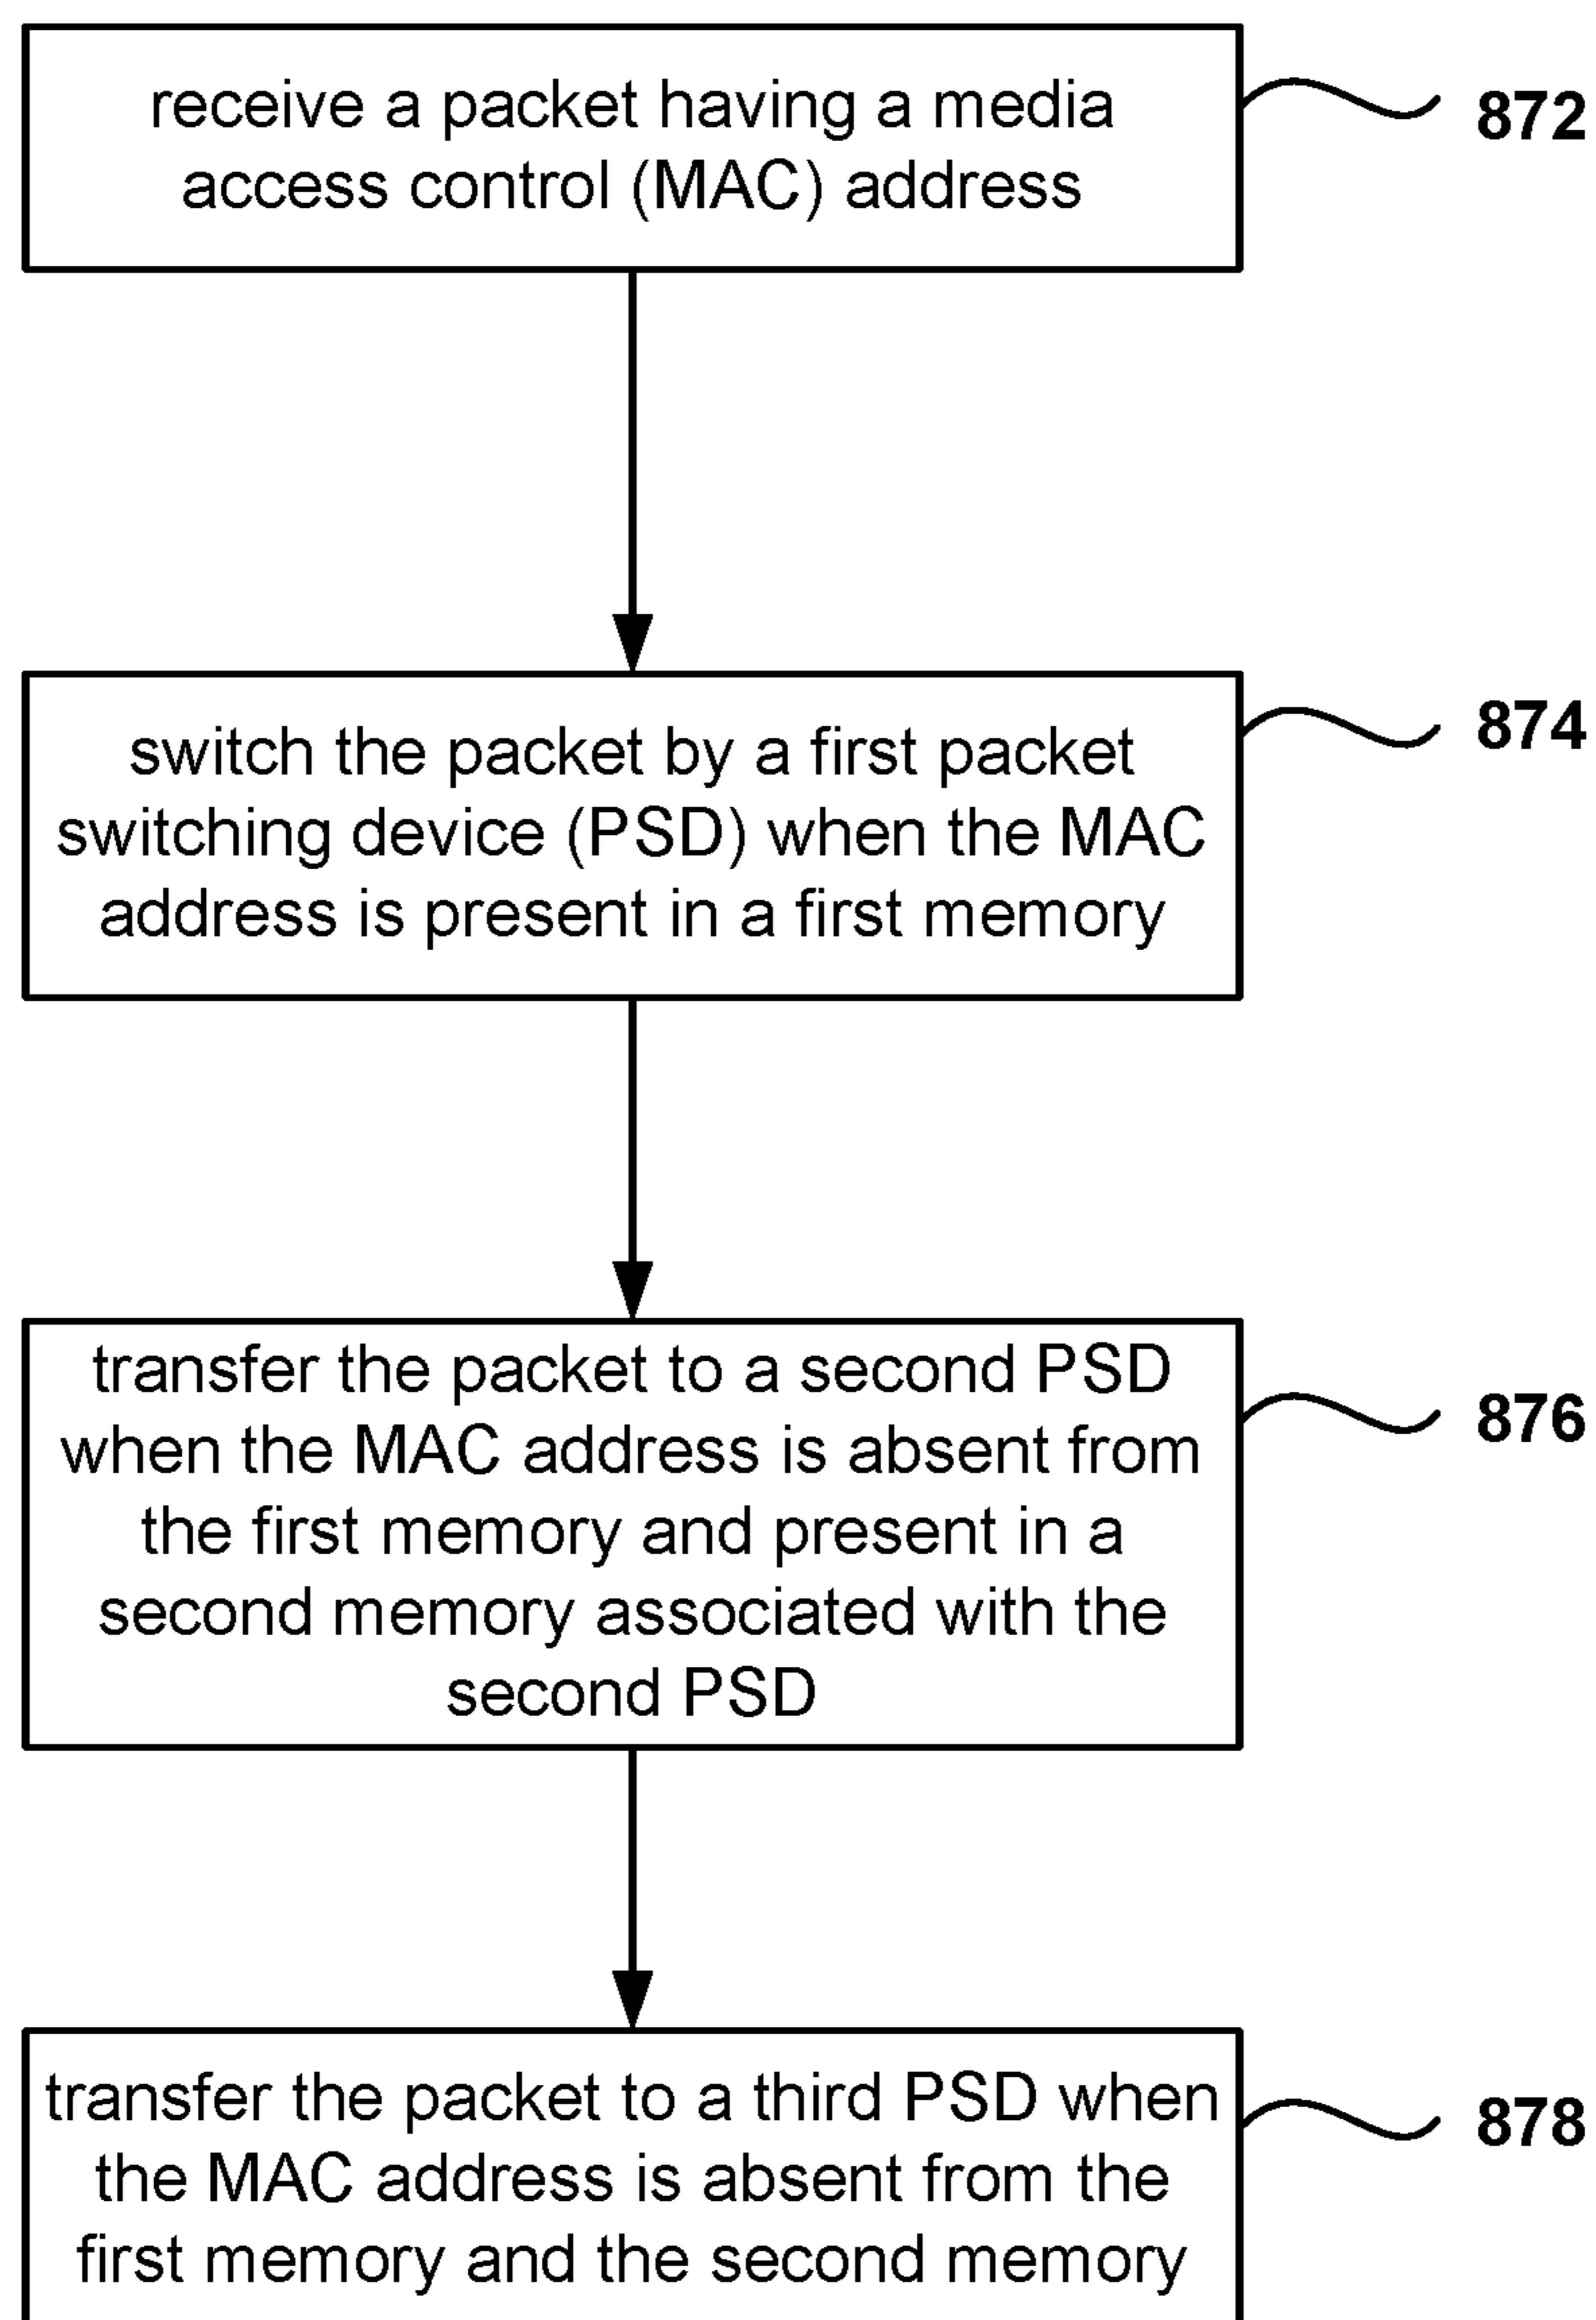 receive a packet having a media
access control (MAC) address
872
switch the packet by a first packet
switching device (PSD) when the MAC
address is present in a first memory
874
transfer the packet to a second PSD
when the MAC address is absent from
the first memory and present in a
second memory associated with the
second PSD
876
transfer the packet to a third PSD when
the MAC address is absent from the
first memory and the second memory
878